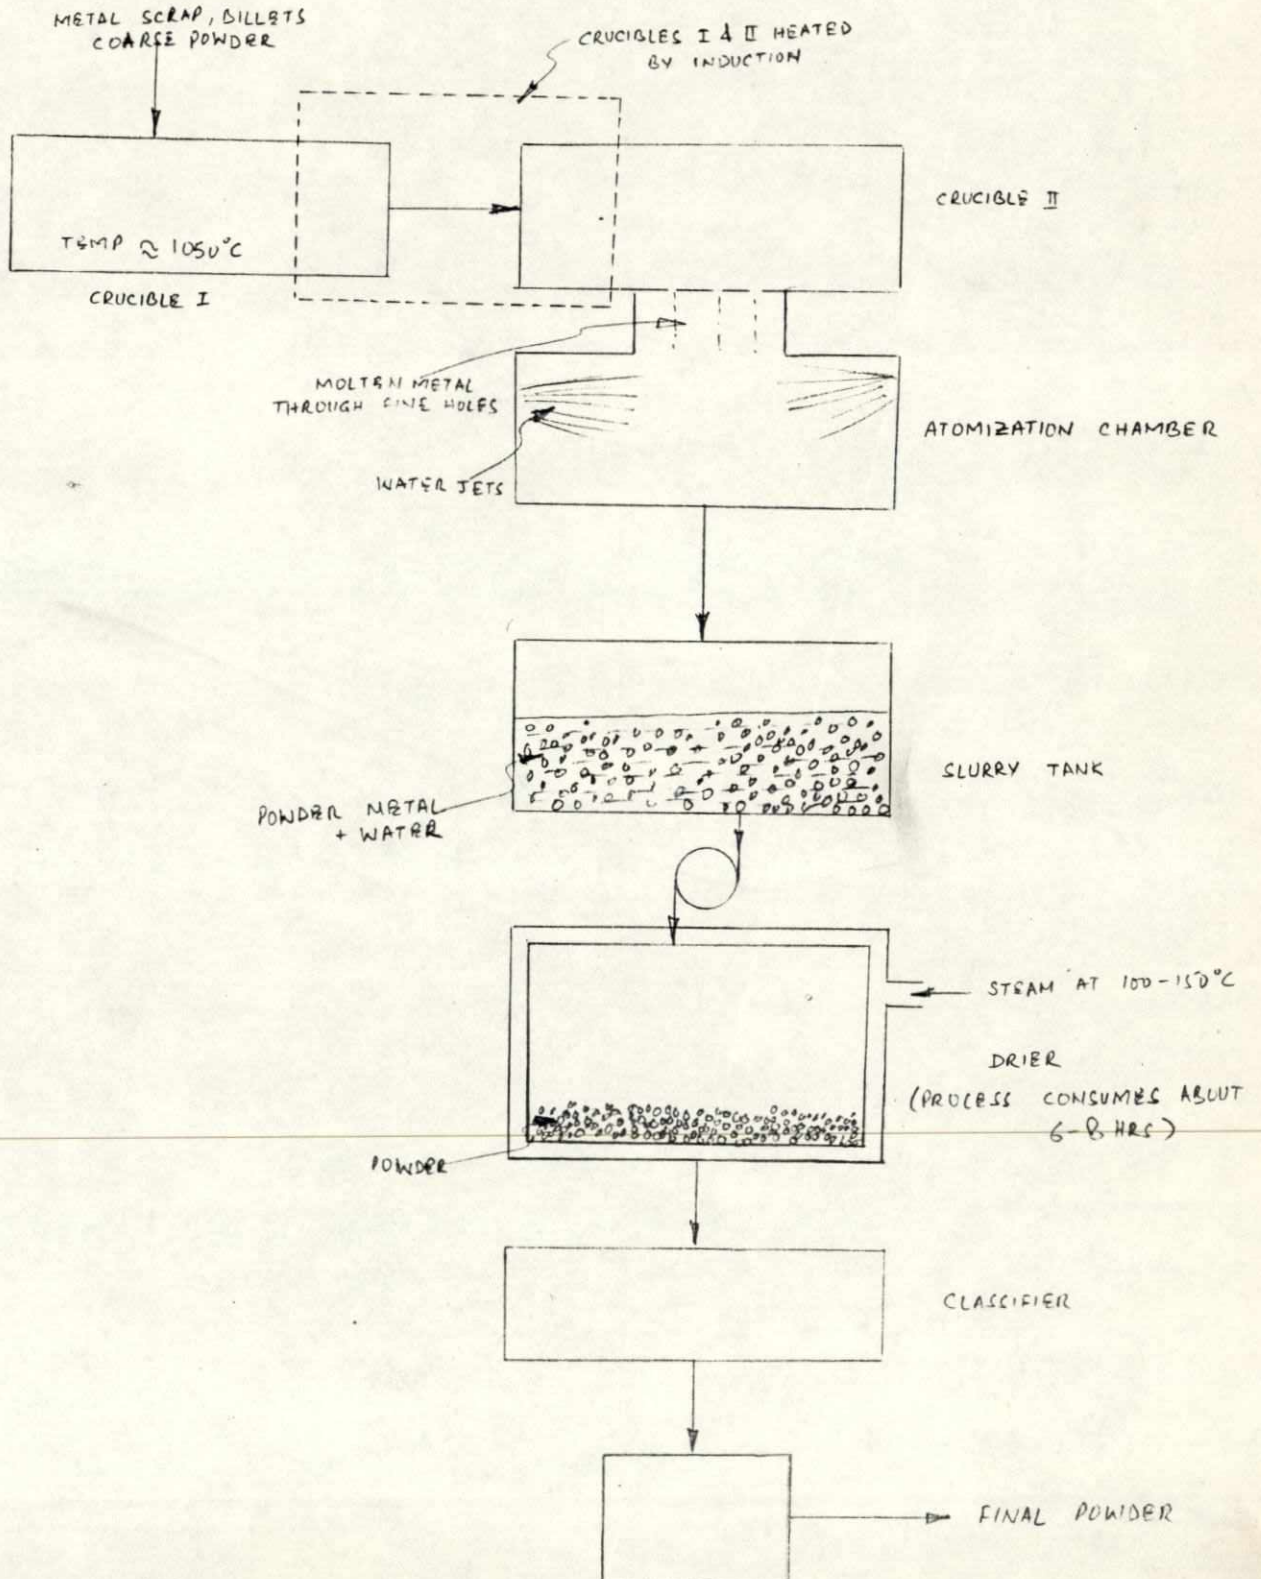 METAL SCRAP, BILLETS
COARSE POWDER
CRUCIBLES I & II HEATED
BY INDUCTION
CRUCIBLE II
TEMP ≈ 1050°C
CRUCIBLE I
MOLTEN METAL
THROUGH FINE HOLES
ATOMIZATION CHAMBER
WATER JETS
SLURRY TANK
POWDER METAL
+ WATER
STEAM AT 100-150°C
DRIER
(PROCESS CONSUMES ABOUT
6-8 HRS)
POWDER
CLASSIFIER
FINAL POWDER